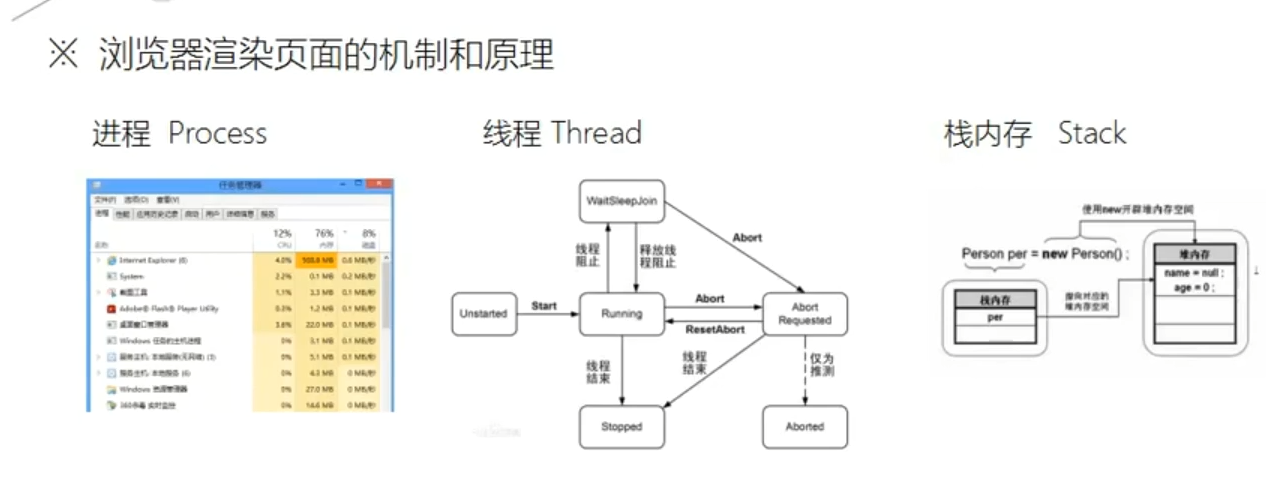 ※ 浏览器渲染页面的机制和原理
进程 Process
线程 Thread
栈内存 Stack
任务管理器
文件(F) 选项(O) 查看(V)
进程 性能 应用历史记录 启动 用户 详细信息 服务
12% 76% 8%
名称 CPU 内存 磁盘
Internet Explorer (6) 4.0% 0.6 MB/秒
System 2.2% 0.1 MB 0.2 MB/秒
截图工具 1.1% 3.3 MB 0.1 MB/秒
Adobe® Flash® Player Utility 0.3% 1.2 MB 0.1 MB/秒
桌面窗口管理器 3.8% 22.0 MB 0.1 MB/秒
Windows 任务的主机进程 0% 3.1 MB 0.1 MB/秒
服务主机: 本地服务(无网络) (3) 0% 5.1 MB 0.1 MB/秒
服务主机: 本地服务 (6) 0% 4.3 MB 0 MB/秒
Windows 资源管理器 0% 27.0 MB 0 MB/秒
360杀毒 实时监控 0% 14.6 MB 0 MB/秒
WaitSleepJoin
线程
阻止
释放线
程阻止
Abort
Unstarted
Start
Running
Abort
ResetAbort
Abort
Requested
线程
结束
线程
结束
仅为
推测
Stopped
Aborted
使用new开辟堆内存空间
Person per = new Person() ;
堆内存
name = null ;
age = 0 ;
栈内存
per
指向对应的
堆内存空间